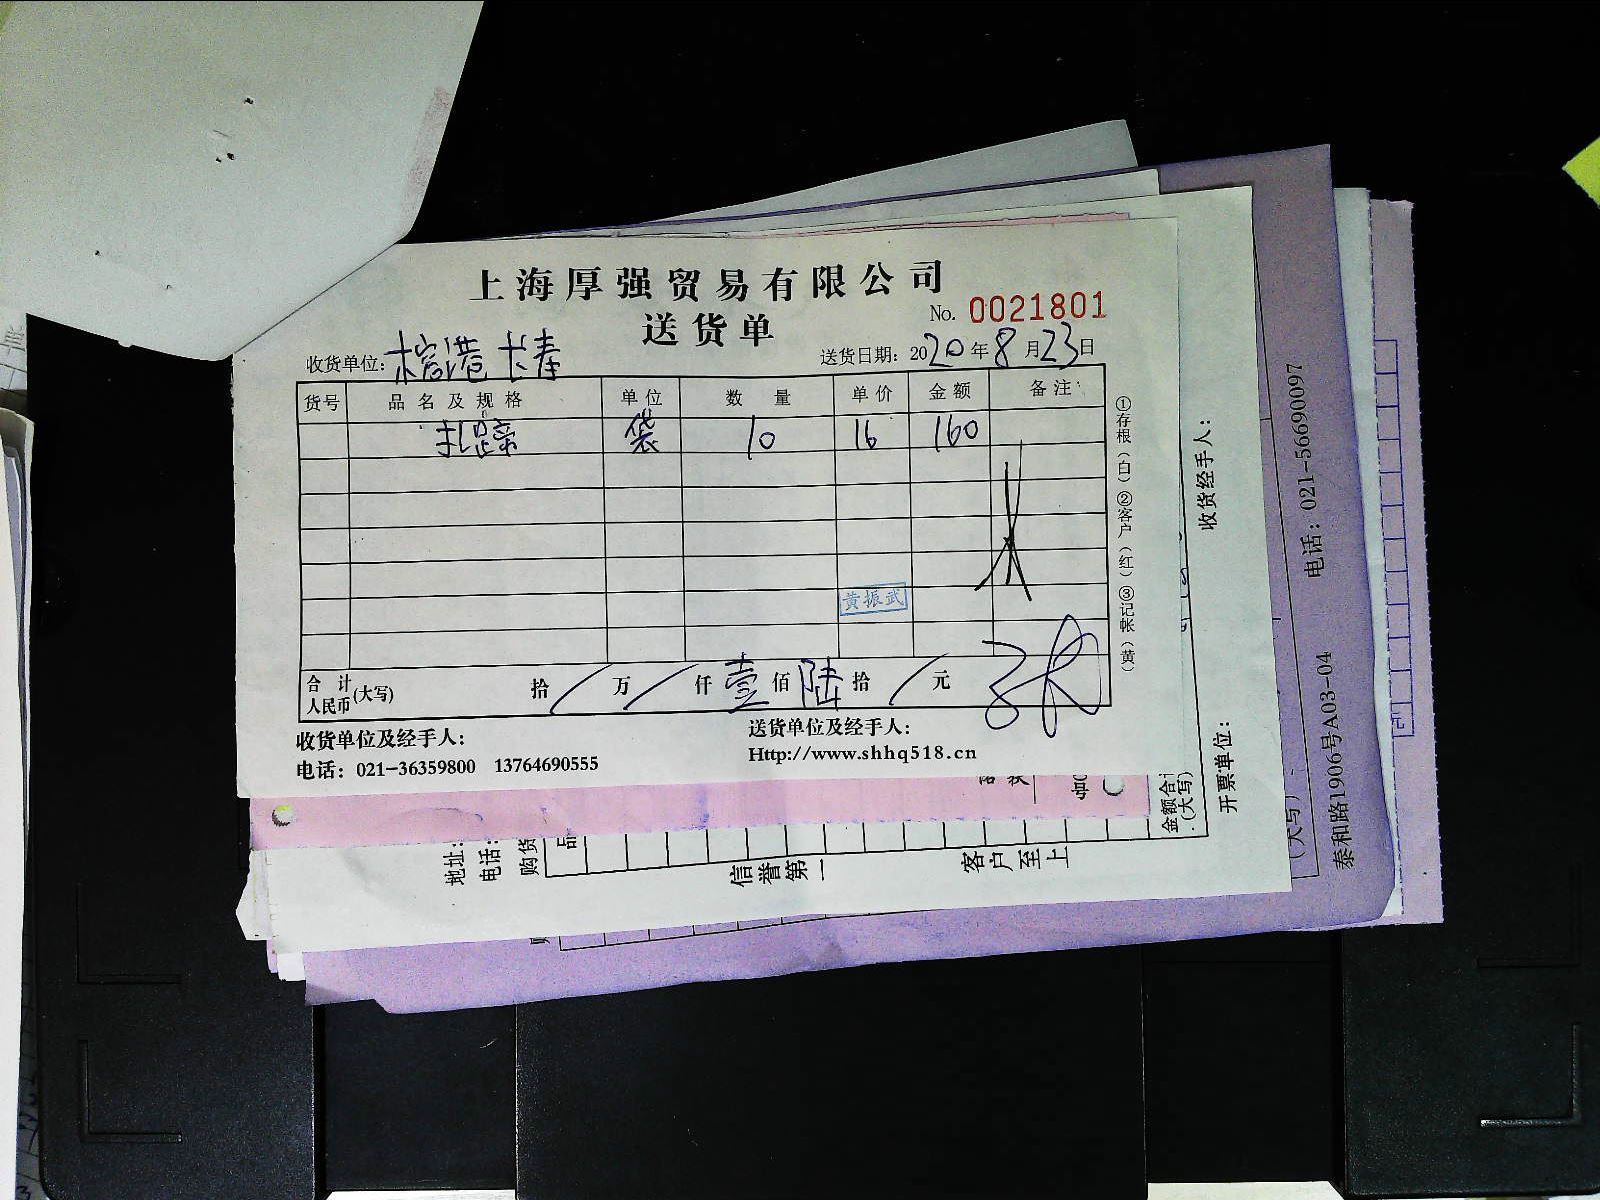 上海厚强贸易有限公司
送货单
No. 0021801
收货单位: 港 长寿
送货日期: 2020年8月23日
货号 品名及规格 单位 数量 单价 金额 备注
扎蹄 袋 10 16 160
黄振武
合计人民币(大写) 拾/万/仟壹佰陆拾/元
①存根(白)②客户(红)③记帐(黄)
收货单位及经手人:
送货单位及经手人:
电话: 021-36359800 13764690555
Http://www.shhq518.cn
收货经手人:
开票单位:
金额合计(大写)
地址:
电话:
购货
品
信誉第一
客户至上
电话: 021-56690097
泰和路1906号A03-04
(大写)